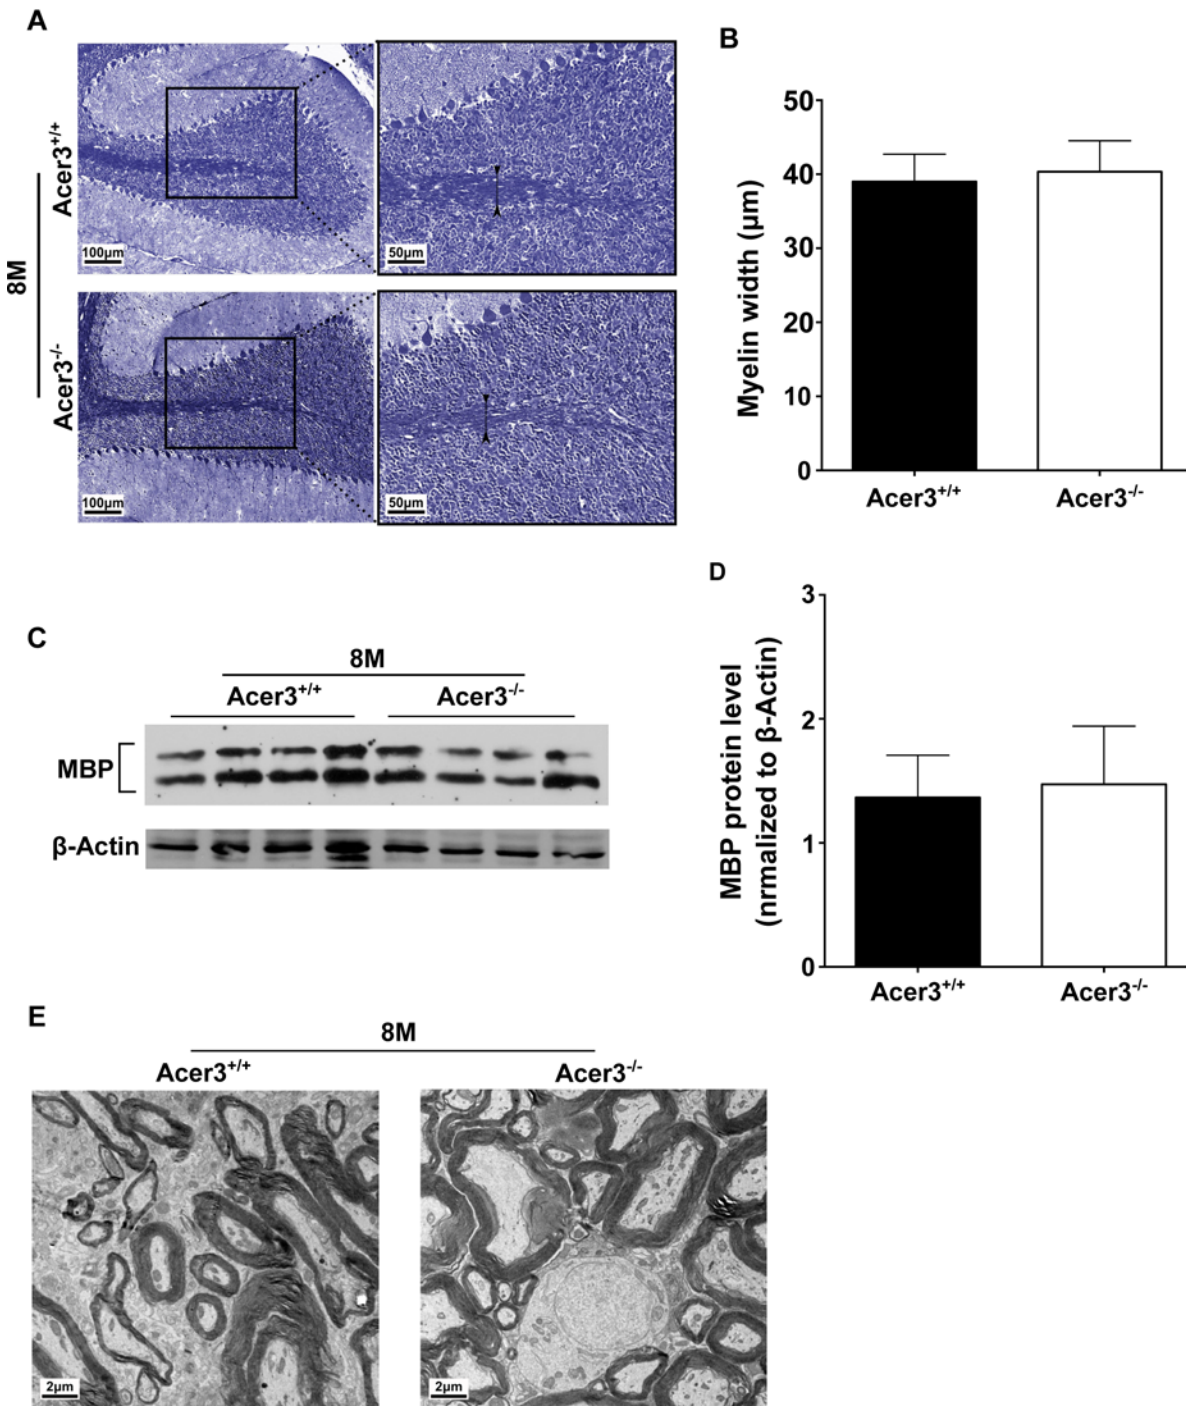 A
8M
Acer3+/+
100µm
50µm
Acer3-/-
100µm
50µm
B
Myelin width (µm)
50
40
30
20
10
0
Acer3+/+
Acer3-/-
C
8M
Acer3+/+
Acer3-/-
MBP
β-Actin
D
MBP protein level
(nrmalized to β-Actin)
3
2
1
0
Acer3+/+
Acer3-/-
E
8M
Acer3+/+
Acer3-/-
2µm
2µm